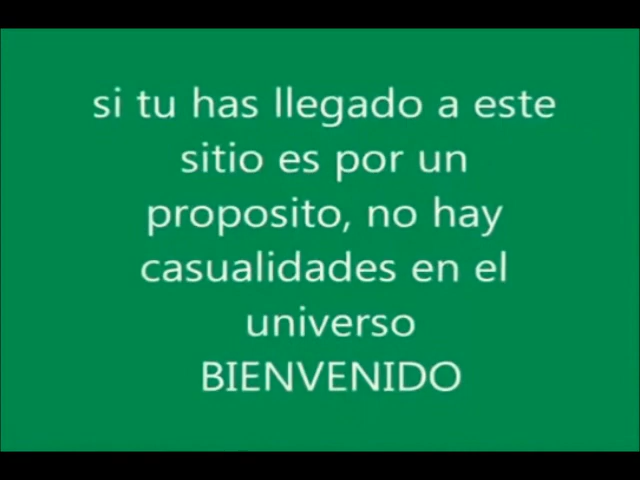 si tu has llegado a este
sitio es por un
proposito, no hay
casualidades en el
universo
BIENVENIDO